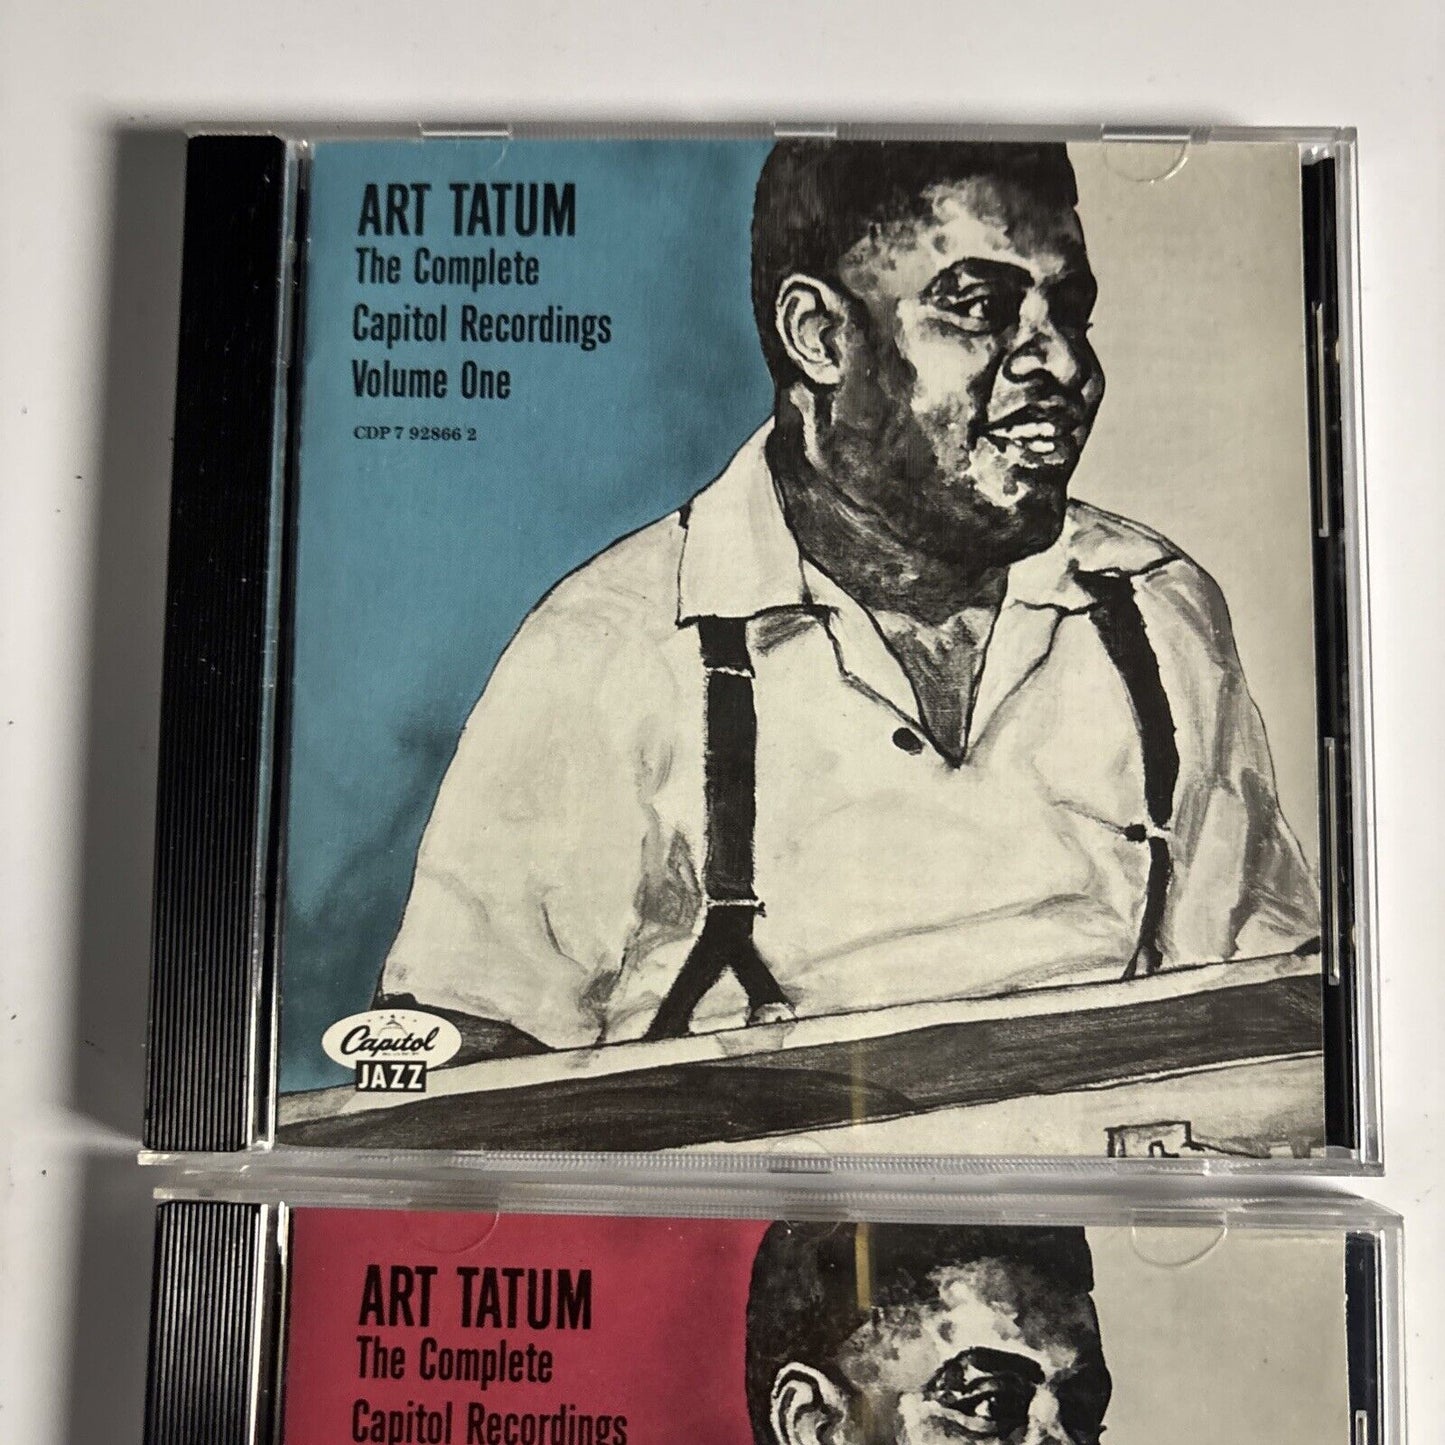 ART TATUM
The Complete
Capitol Recordings
Volume One
CDP 7 92866 2
Capitol
JAZZ
ART TATUM
The Complete
Capitol Recordings